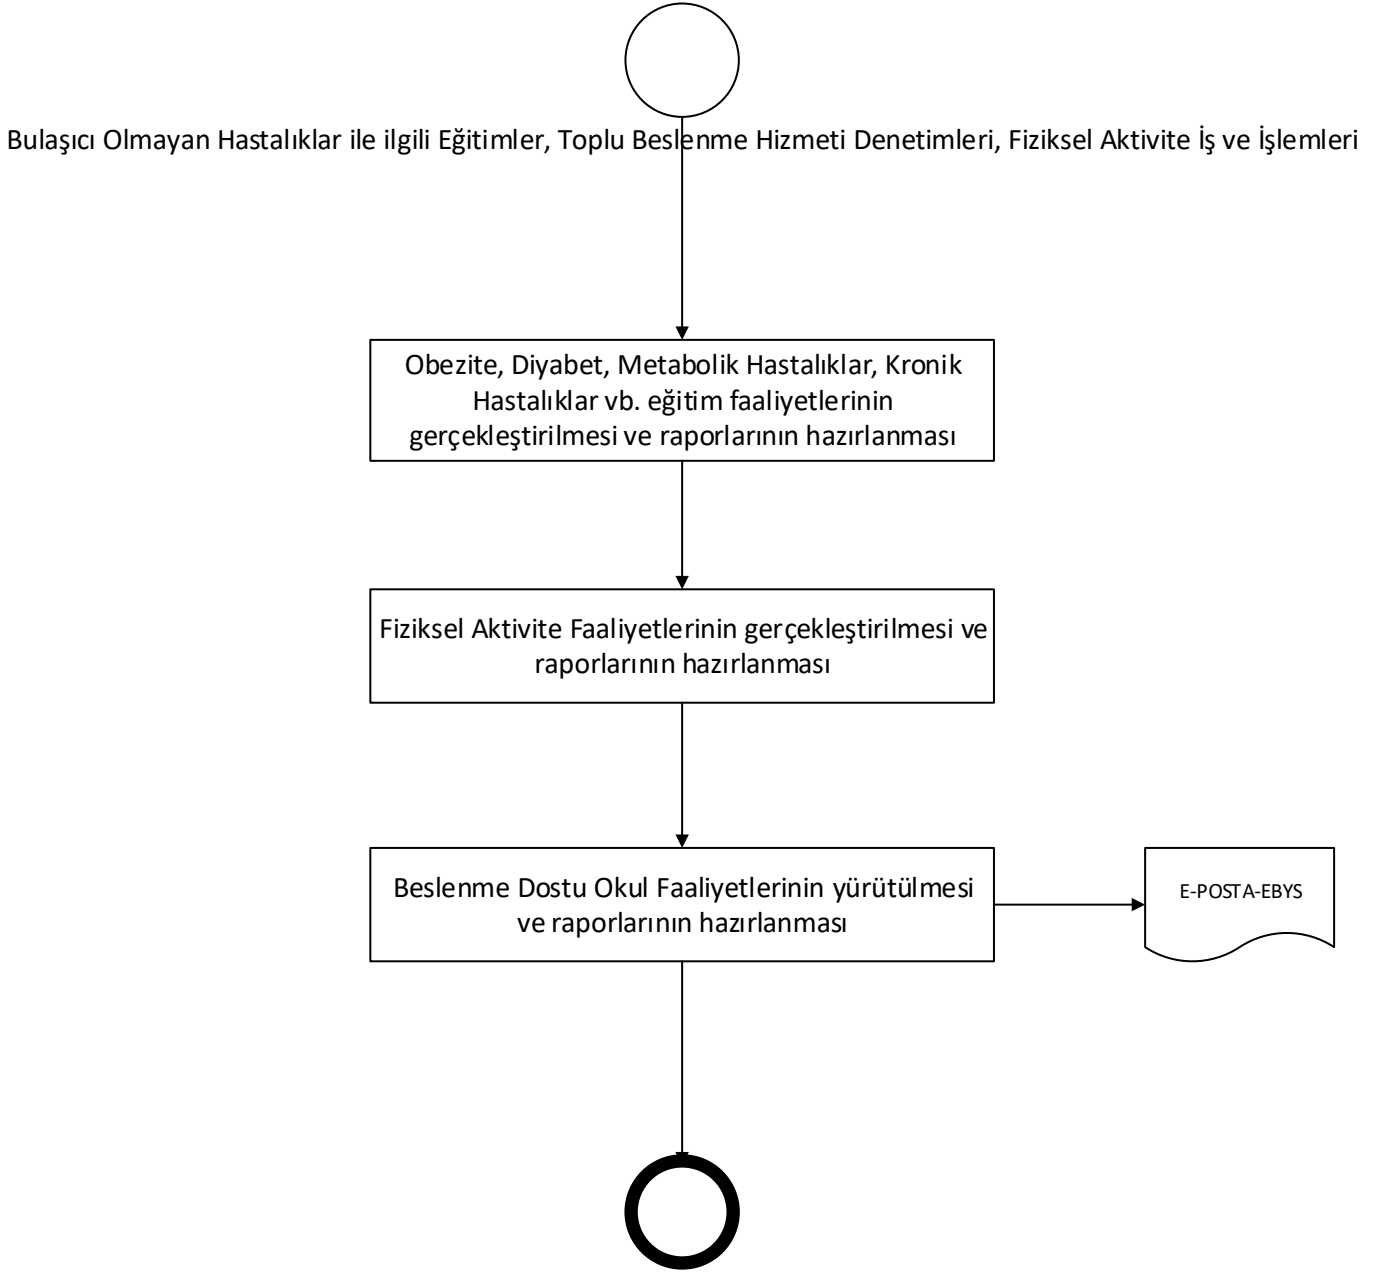 Bulaşıcı Olmayan Hastalıklar ile ilgili Eğitimler, Toplu Beslenme Hizmeti Denetimleri, Fiziksel Aktivite İş ve İşlemleri
Obezite, Diyabet, Metabolik Hastalıklar, Kronik
Hastalıklar vb. eğitim faaliyetlerinin
gerçekleştirilmesi ve raporlarının hazırlanması
Fiziksel Aktivite Faaliyetlerinin gerçekleştirilmesi ve
raporlarının hazırlanması
Beslenme Dostu Okul Faaliyetlerinin yürütülmesi
ve raporlarının hazırlanması
E-POSTA-EBYS